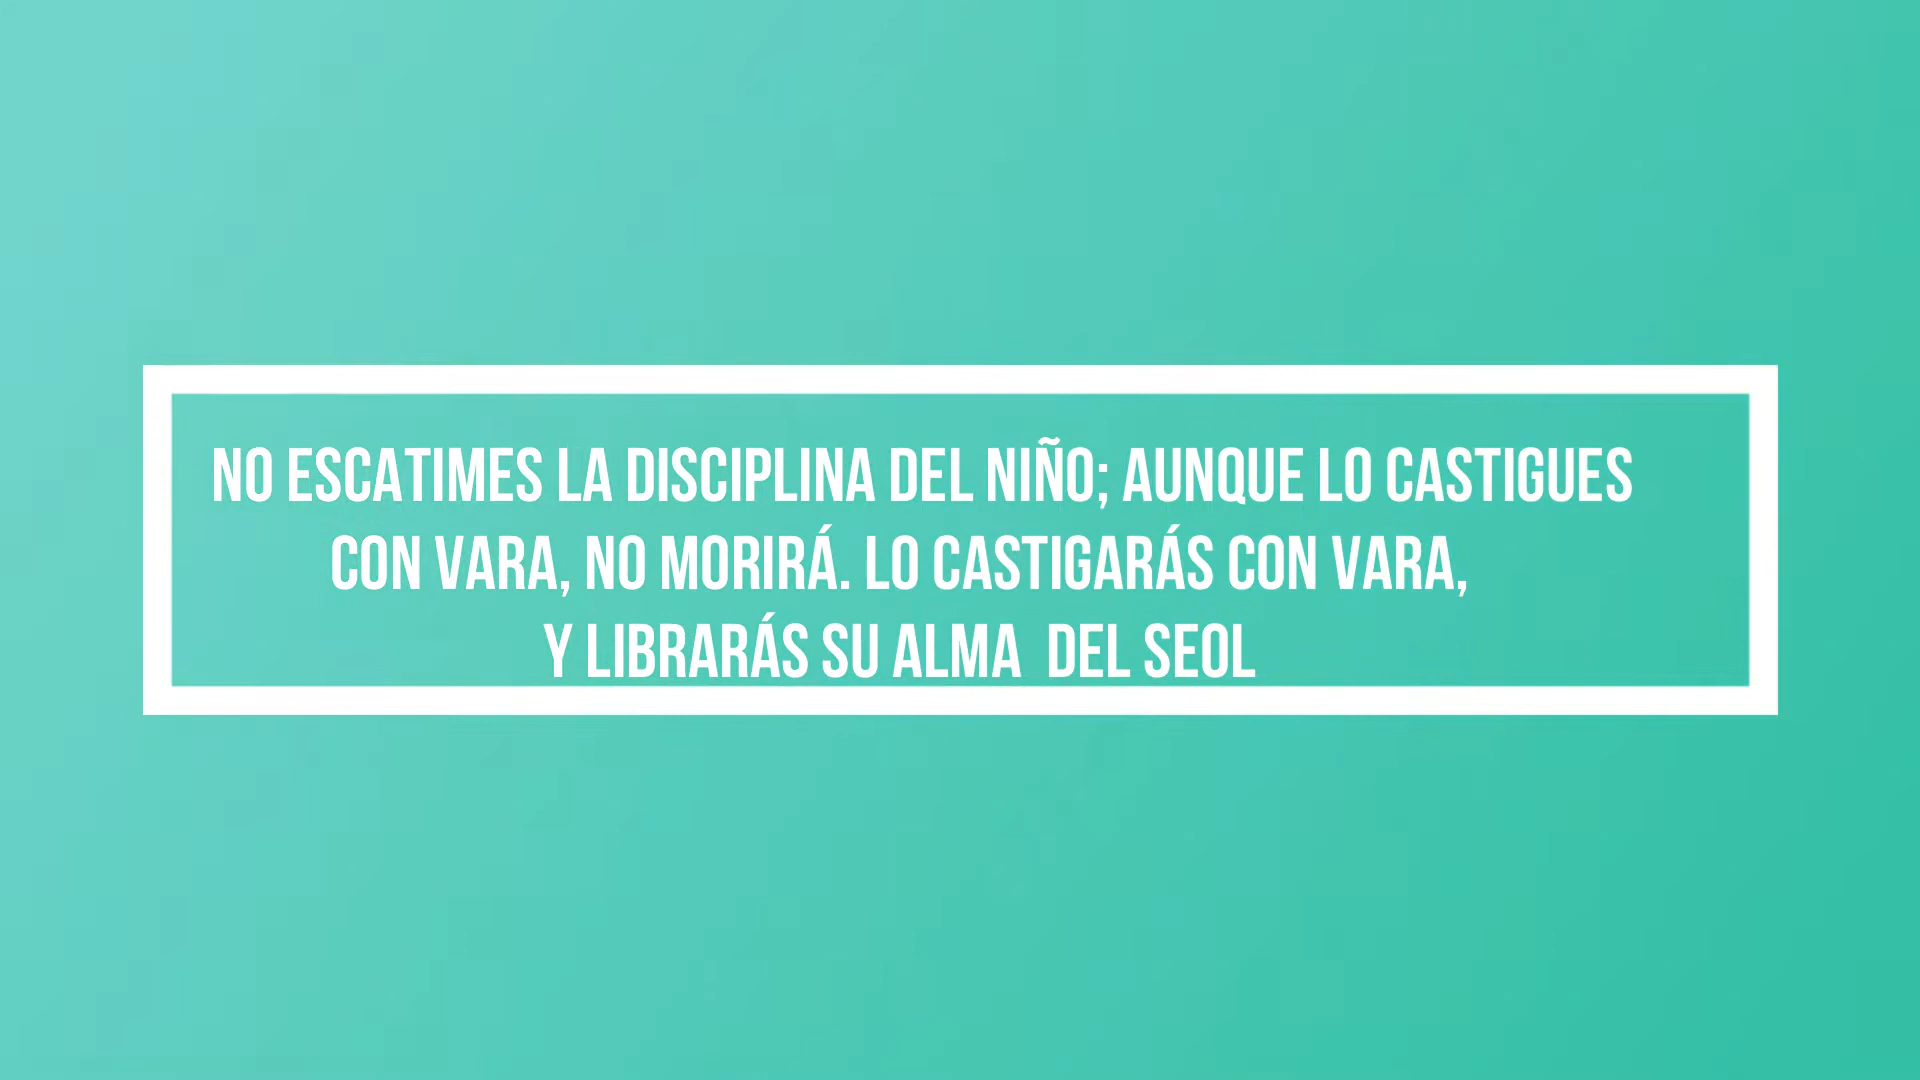 NO ESCATIMES LA DISCIPLINA DEL NIÑO; AUNQUE LO CASTIGUES
CON VARA, NO MORIRÁ. LO CASTIGARÁS CON VARA,
Y LIBRARÁS SU ALMA  DEL SEOL